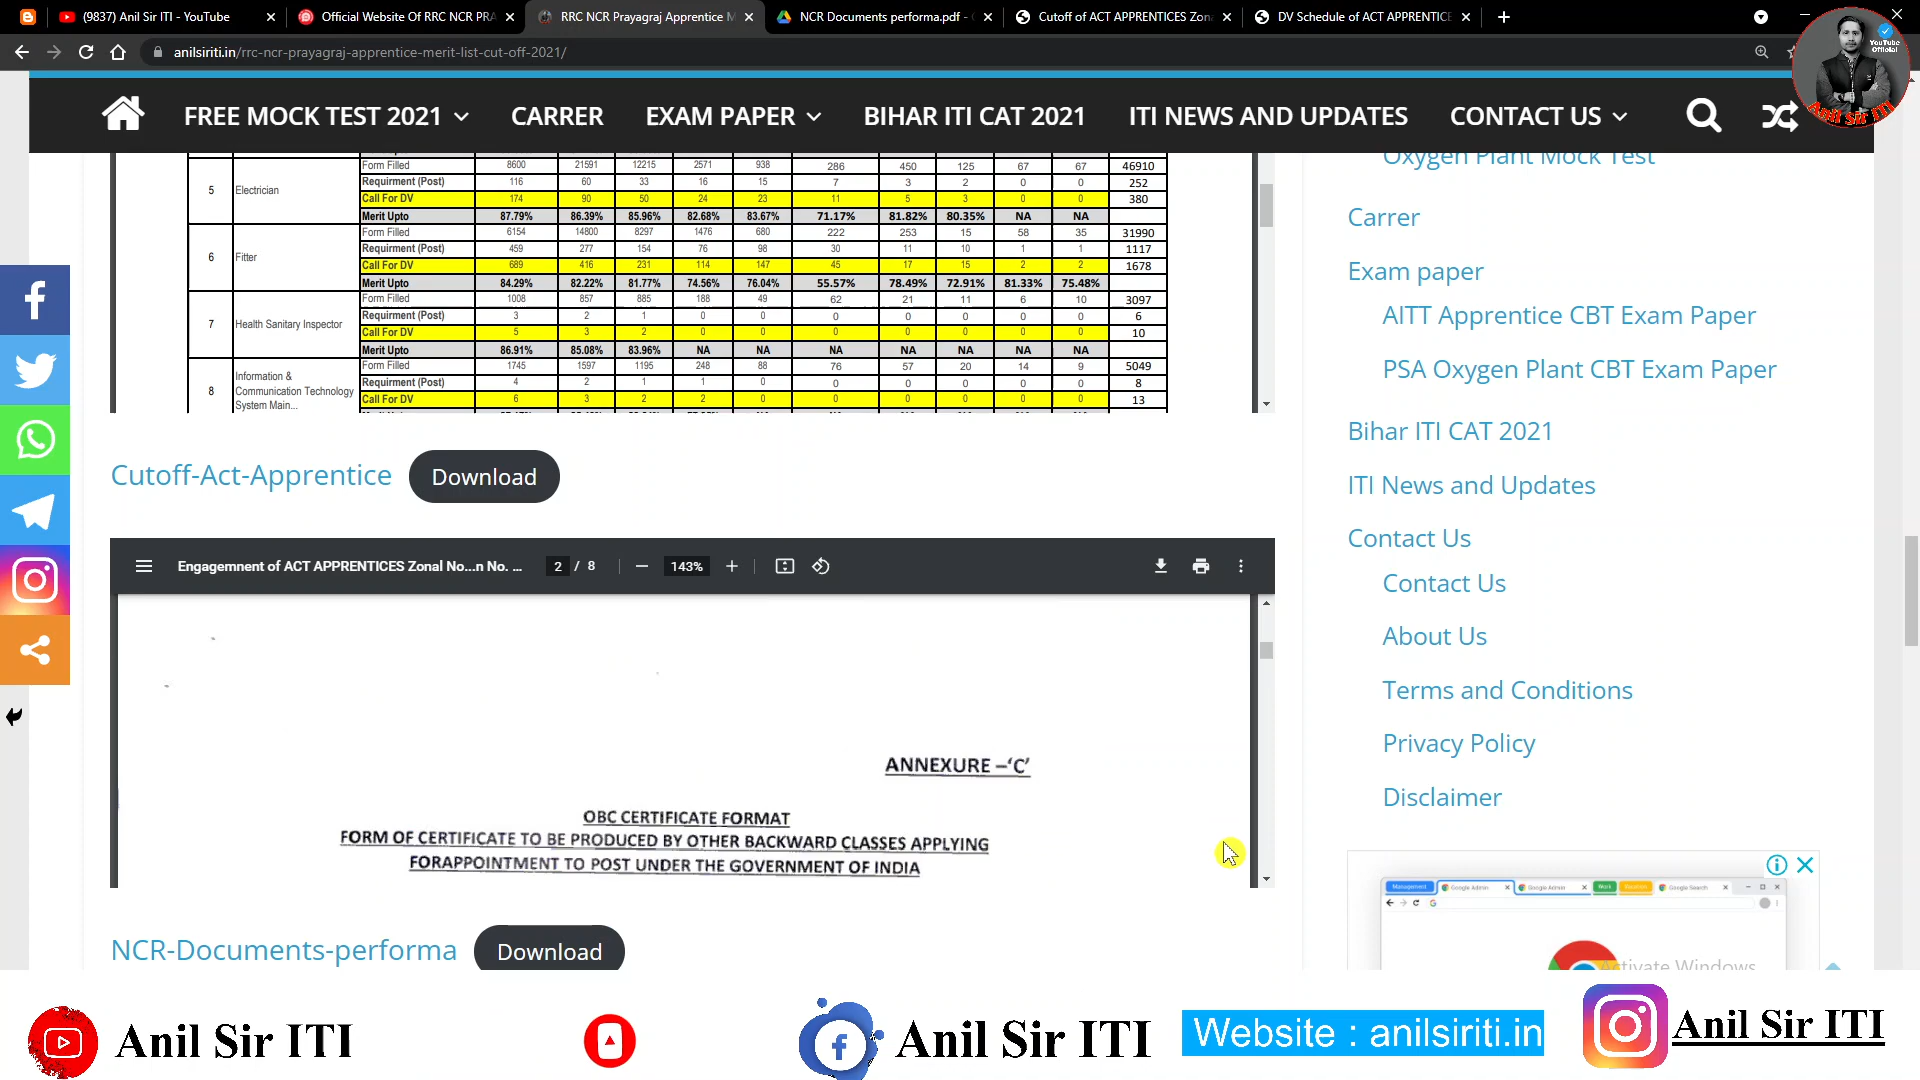 (9837) Anil Sir ITI - YouTube
Official Website Of RRC NCR PRA
RRC NCR Prayagraj Apprentice M
NCR Documents performa.pdf -
Cutoff of ACT APPRENTICES Zon
DV Schedule of ACT APPRENTICE
anilsiriti.in/rrc-ncr-prayagraj-apprentice-merit-list-cut-off-2021/
YouTube
Official
Anil Sir ITI
FREE MOCK TEST 2021 CARRER EXAM PAPER BIHAR ITI CAT 2021 ITI NEWS AND UPDATES CONTACT US
Form Filled 8600 21591 12215 2571 938 286 450 125 67 67 46910
5 Electrician
Requirment (Post) 116 60 33 16 15 7 3 2 0 0 252
Call For DV 174 90 50 24 23 11 5 3 0 0 380
Merit Upto 87.79% 86.39% 85.96% 82.68% 83.67% 71.17% 81.82% 80.35% NA NA
Form Filled 6154 14800 8297 1476 680 222 253 15 58 35 31990
6 Fitter
Requirment (Post) 459 277 154 76 98 30 11 10 1 1 1117
Call For DV 689 416 231 114 147 45 17 15 2 2 1678
Merit Upto 84.29% 82.22% 81.77% 74.56% 76.04% 55.57% 78.49% 72.91% 81.33% 75.48%
Form Filled 1008 857 885 188 49 62 21 11 6 10 3097
7 Health Sanitary Inspector
Requirment (Post) 3 2 1 0 0 0 0 0 0 0 6
Call For DV 5 3 2 0 0 0 0 0 0 0 10
Merit Upto 86.91% 85.08% 83.96% NA NA NA NA NA NA NA
Form Filled 1745 1597 1195 248 88 76 57 20 14 9 5049
8 Information &
Communication Technology
System Main...
Requirment (Post) 4 2 1 1 0 0 0 0 0 0 8
Call For DV 6 3 2 2 0 0 0 0 0 0 13
Cutoff-Act-Apprentice Download
Engagemnent of ACT APPRENTICES Zonal No...n No. ... 2 / 8 143%
ANNEXURE –'C'
OBC CERTIFICATE FORMAT
FORM OF CERTIFICATE TO BE PRODUCED BY OTHER BACKWARD CLASSES APPLYING
FORAPPOINTMENT TO POST UNDER THE GOVERNMENT OF INDIA
NCR-Documents-performa Download
Oxygen Plant Mock Test
Carrer
Exam paper
AITT Apprentice CBT Exam Paper
PSA Oxygen Plant CBT Exam Paper
Bihar ITI CAT 2021
ITI News and Updates
Contact Us
Contact Us
About Us
Terms and Conditions
Privacy Policy
Disclaimer
Management Google Admin Google Admin Work Google Search
Activate Windows
Anil Sir ITI
Anil Sir ITI
Website : anilsiriti.in
Anil Sir ITI